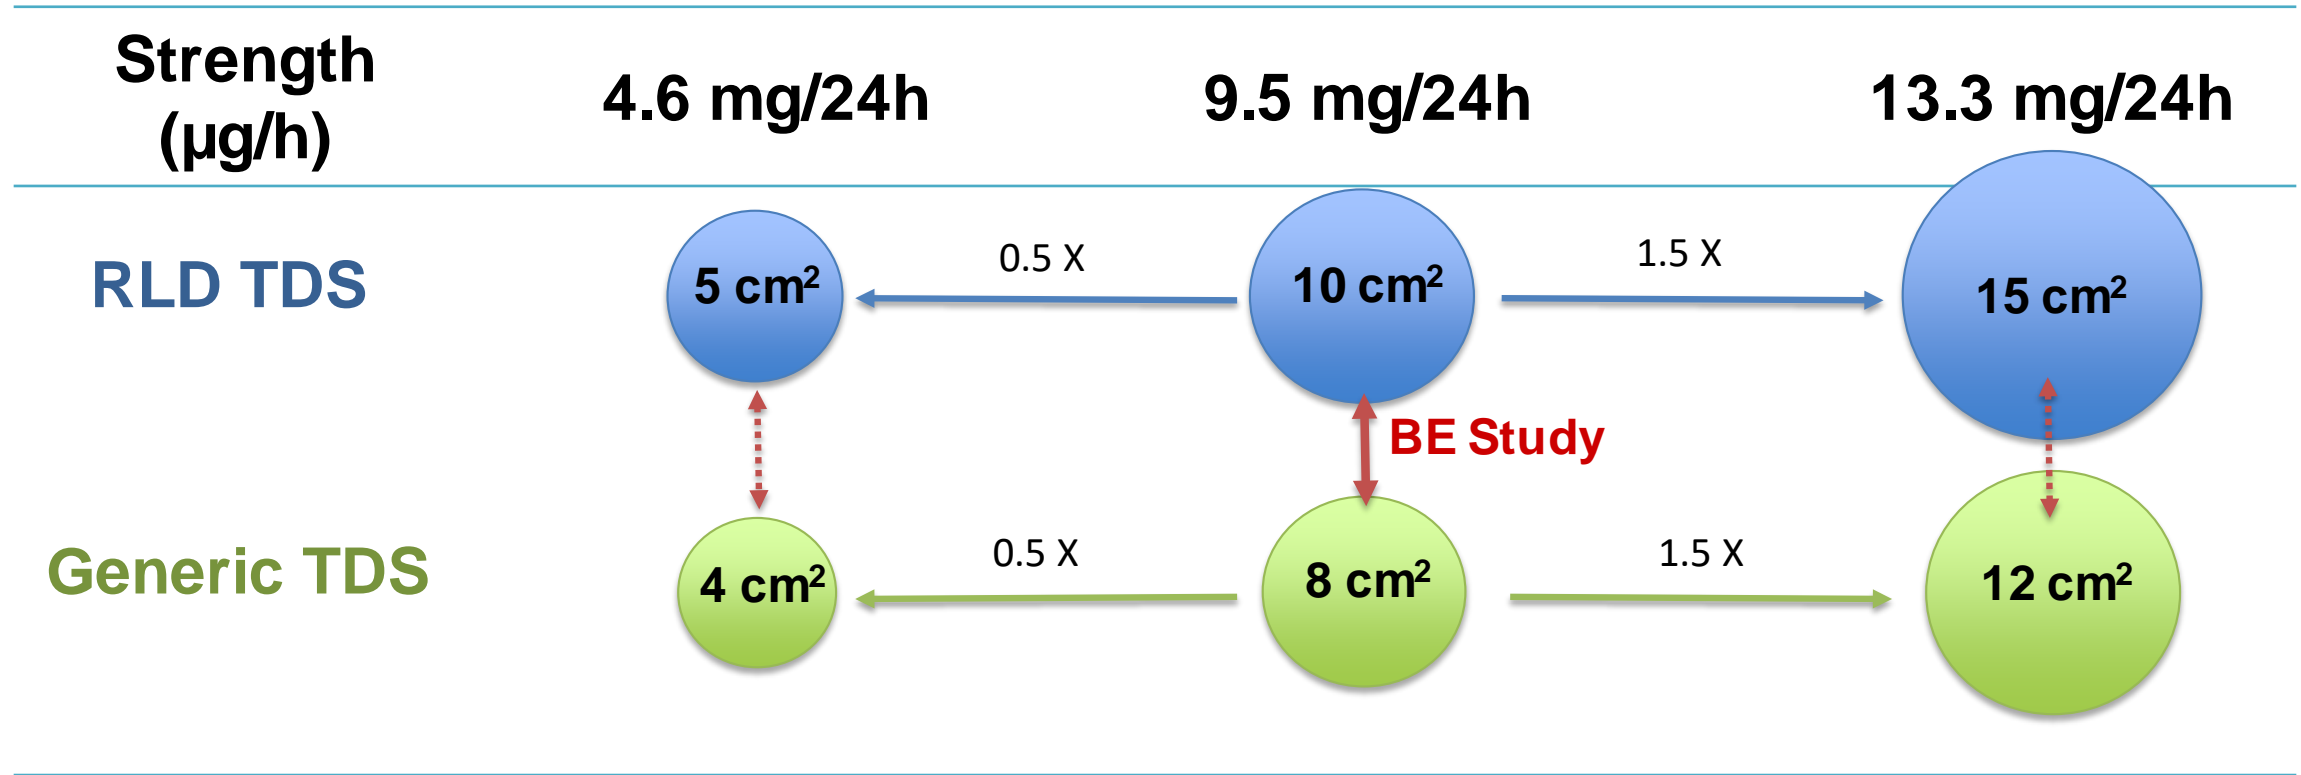 Strength
(µg/h)
4.6 mg/24h
9.5 mg/24h
13.3 mg/24h
RLD TDS
5 cm²
0.5 X
10 cm²
1.5 X
15 cm²
BE Study
Generic TDS
4 cm²
0.5 X
8 cm²
1.5 X
12 cm²